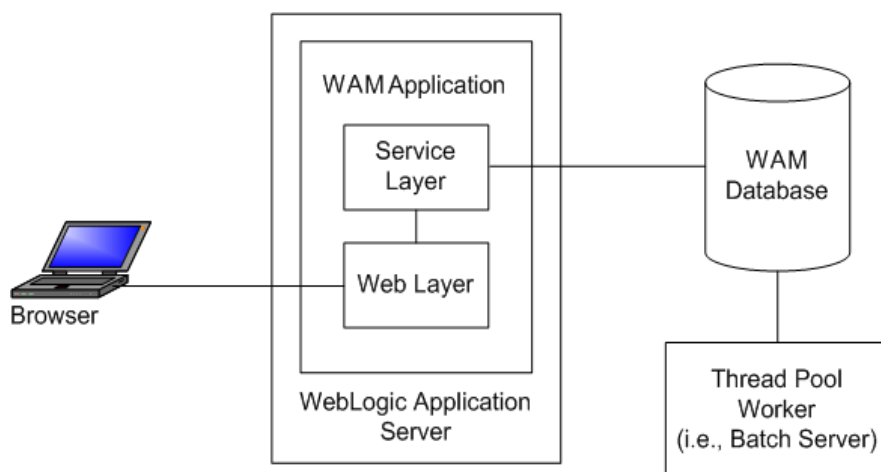 WAM Application
Service
Layer
Web Layer
WebLogic Application
Server
Browser
WAM
Database
Thread Pool
Worker
(i.e., Batch Server)